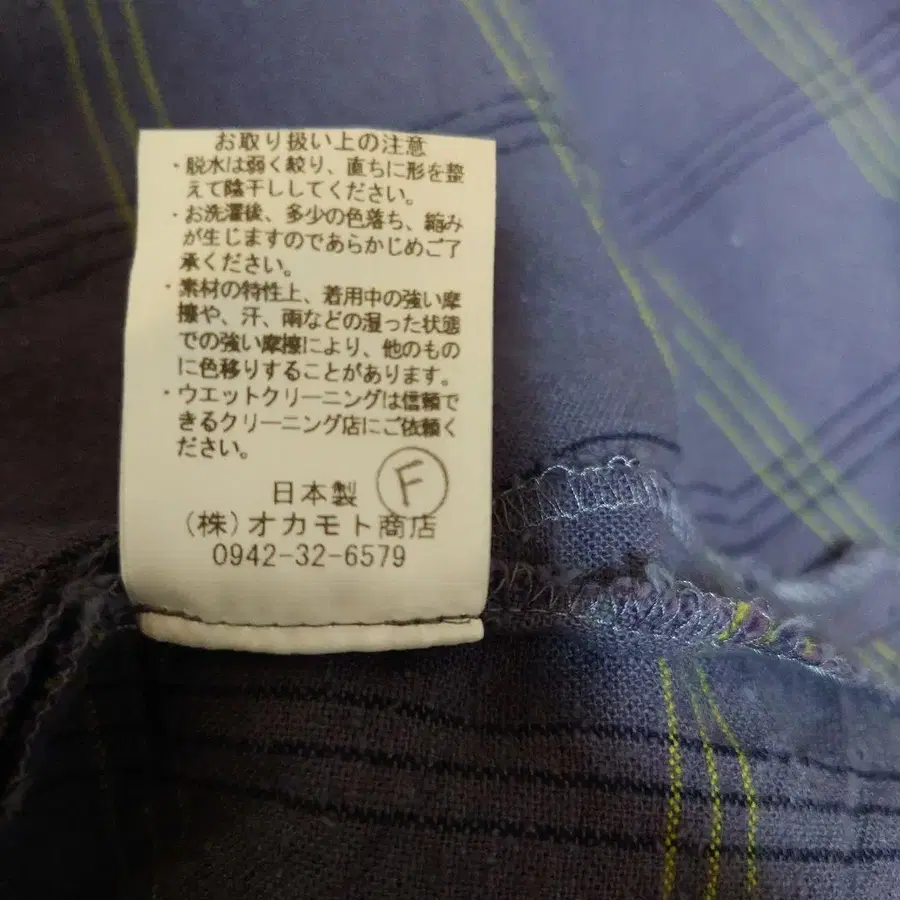 お取り扱い上の注意
・脱水は弱く絞り、直ちに形を整
えて陰干ししてください。
・お洗濯後、多少の色落ち、縮み
が生じますのであらかじめご了
承ください。
・素材の特性上、着用中の強い摩
擦や、汗、雨などの湿った状態
での強い摩擦により、他のもの
に色移りすることがあります。
・ウエットクリーニングは信頼で
きるクリーニング店にご依頼く
ださい。
日本製 F
(株)オカモト商店
0942-32-6579